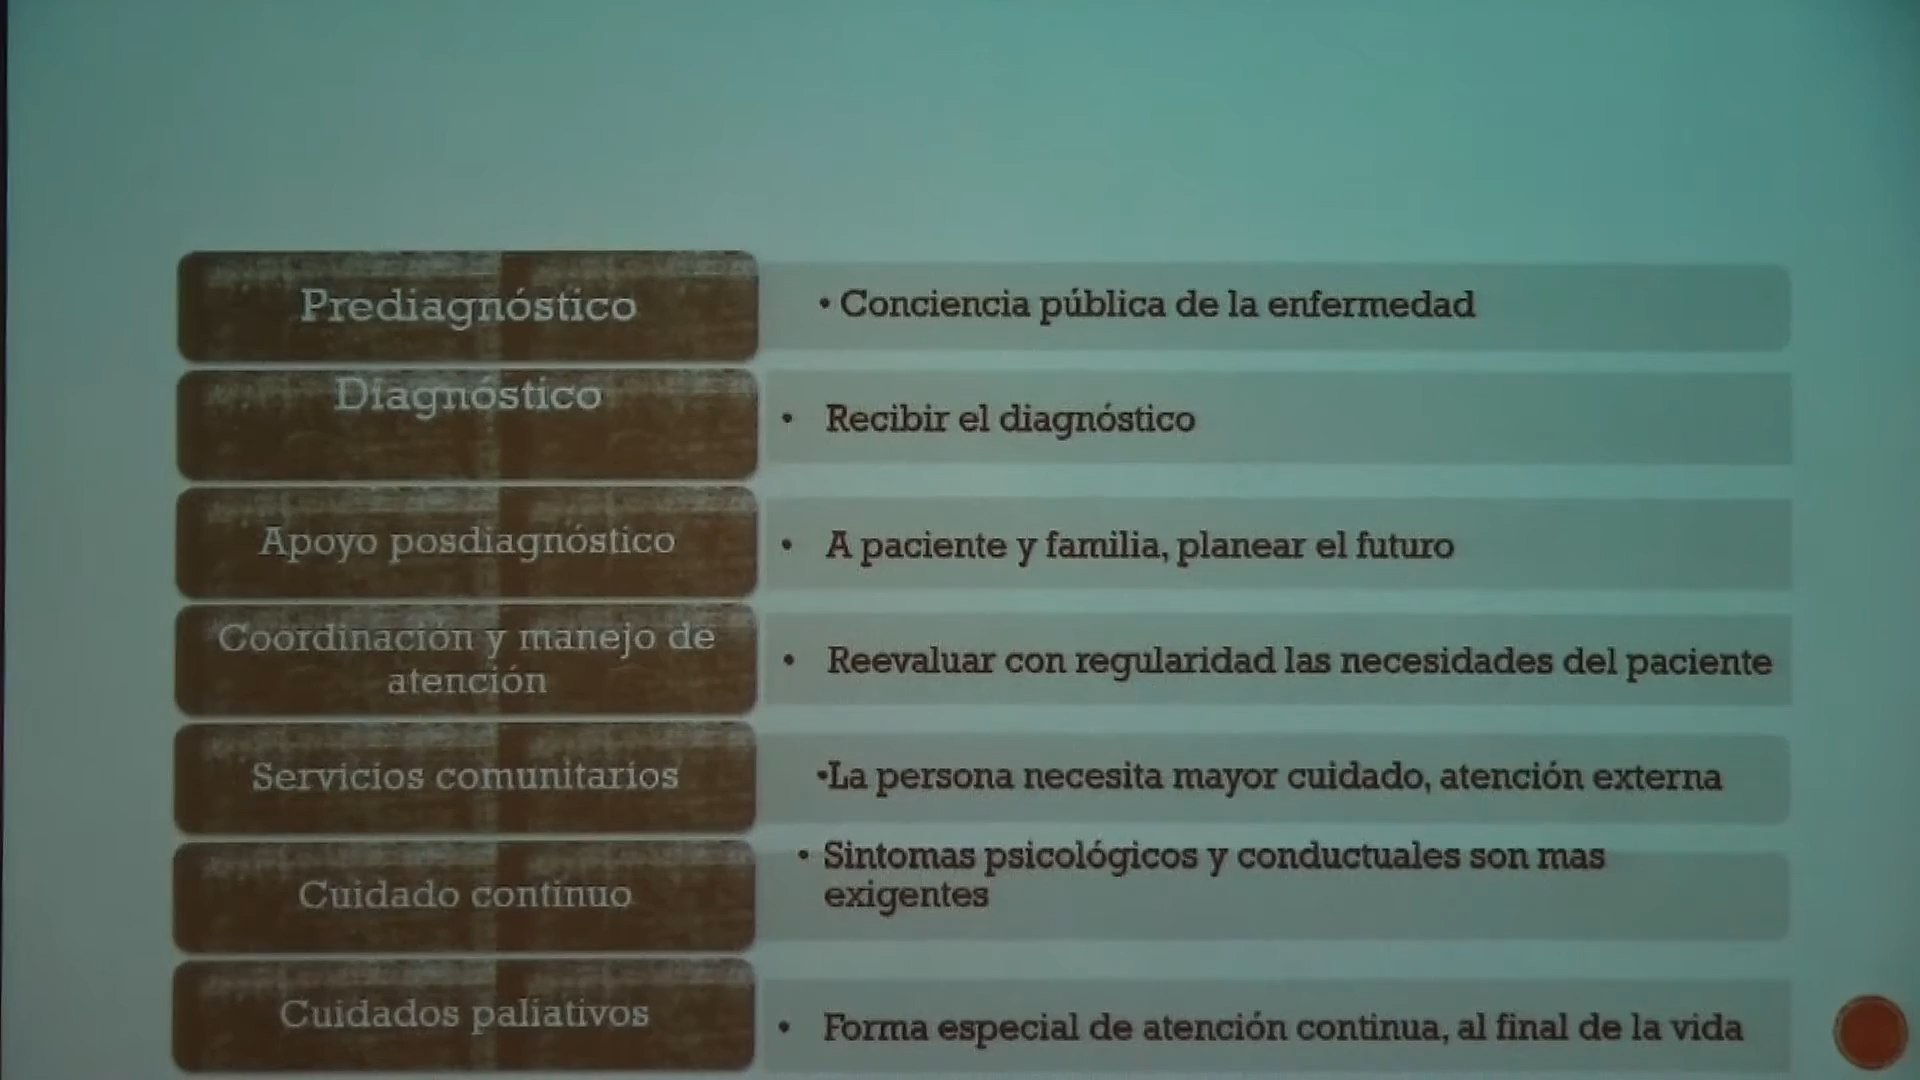 Prediagnóstico
• Conciencia pública de la enfermedad
Diagnóstico
• Recibir el diagnóstico
Apoyo posdiagnóstico
• A paciente y familia, planear el futuro
Coordinación y manejo de
atención
• Reevaluar con regularidad las necesidades del paciente
Servicios comunitarios
•La persona necesita mayor cuidado, atención externa
Cuidado contínuo
• Sintomas psicológicos y conductuales son mas
exigentes
Cuidados paliativos
• Forma especial de atención continua, al final de la vida